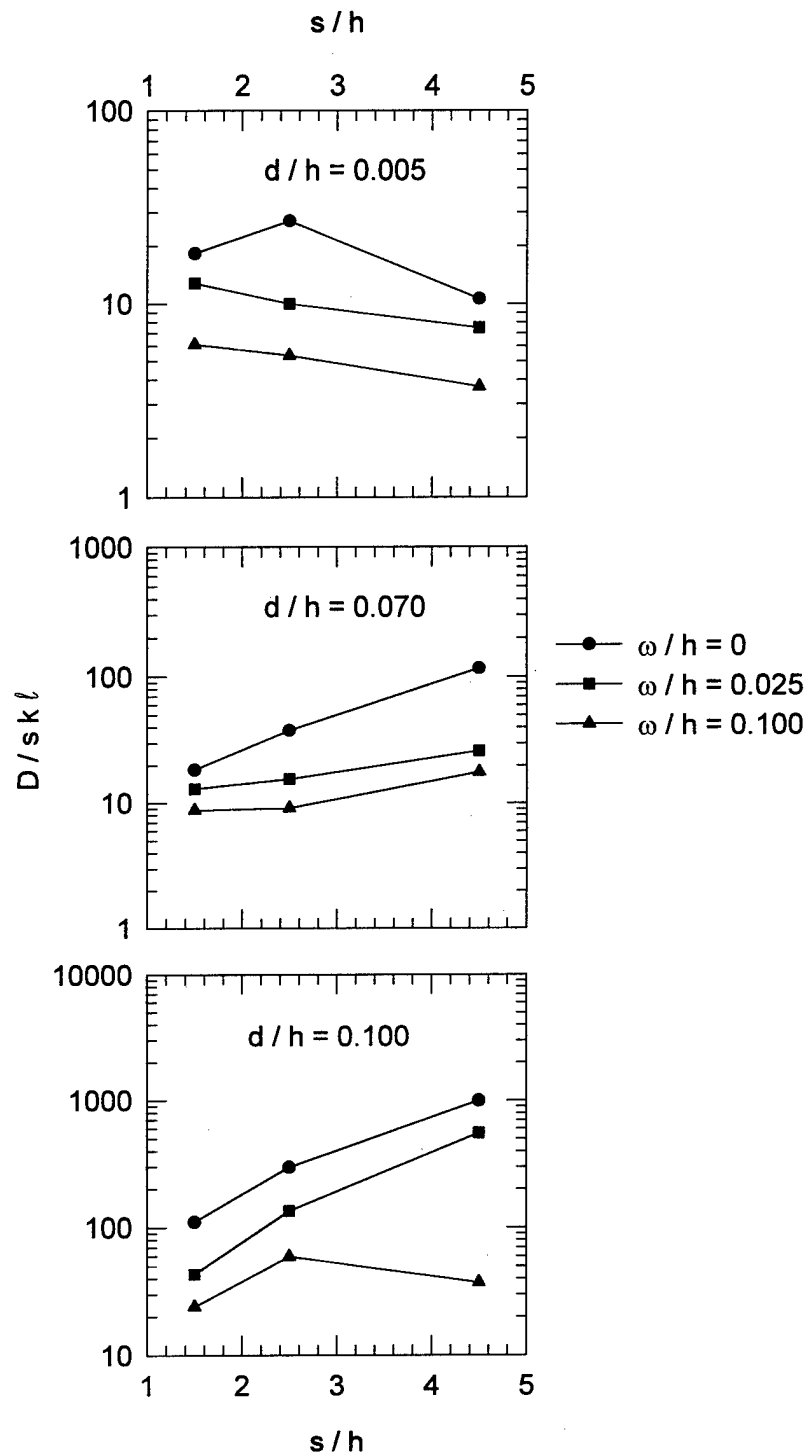 s / h
1 2 3 4 5
100
10
1
d / h = 0.005
1000
100
10
1
d / h = 0.070
D / s k ℓ
ω / h = 0
ω / h = 0.025
ω / h = 0.100
10000
1000
100
10
d / h = 0.100
1 2 3 4 5
s / h